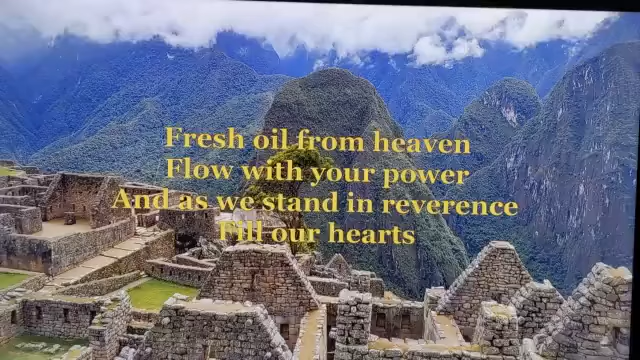 Fresh oil from heaven
Flow with your power
And as we stand in reverence
Fill our hearts